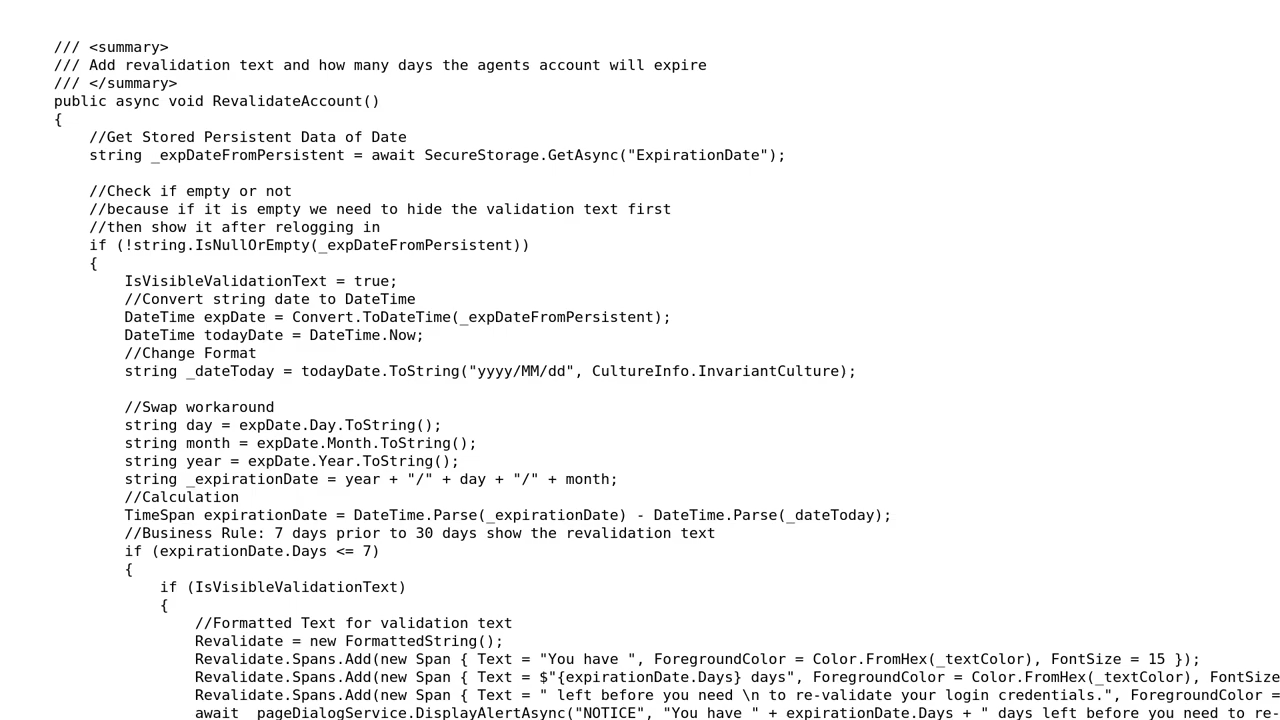 /// <summary>
/// Add revalidation text and how many days the agents account will expire
/// </summary>
public async void RevalidateAccount()
{
    //Get Stored Persistent Data of Date
    string _expDateFromPersistent = await SecureStorage.GetAsync("ExpirationDate");

    //Check if empty or not
    //because if it is empty we need to hide the validation text first
    //then show it after relogging in
    if (!string.IsNullOrEmpty(_expDateFromPersistent))
    {
        IsVisibleValidationText = true;
        //Convert string date to DateTime
        DateTime expDate = Convert.ToDateTime(_expDateFromPersistent);
        DateTime todayDate = DateTime.Now;
        //Change Format
        string _dateToday = todayDate.ToString("yyyy/MM/dd", CultureInfo.InvariantCulture);

        //Swap workaround
        string day = expDate.Day.ToString();
        string month = expDate.Month.ToString();
        string year = expDate.Year.ToString();
        string _expirationDate = year + "/" + day + "/" + month;
        //Calculation
        TimeSpan expirationDate = DateTime.Parse(_expirationDate) - DateTime.Parse(_dateToday);
        //Business Rule: 7 days prior to 30 days show the revalidation text
        if (expirationDate.Days <= 7)
        {
            if (IsVisibleValidationText)
            {
                //Formatted Text for validation text
                Revalidate = new FormattedString();
                Revalidate.Spans.Add(new Span { Text = "You have ", ForegroundColor = Color.FromHex(_textColor), FontSize = 15 });
                Revalidate.Spans.Add(new Span { Text = $"{expirationDate.Days} days", ForegroundColor = Color.FromHex(_textColor), FontSize
                Revalidate.Spans.Add(new Span { Text = " left before you need \n to re-validate your login credentials.", ForegroundColor =
                await _pageDialogService.DisplayAlertAsync("NOTICE", "You have " + expirationDate.Days + " days left before you need to re-